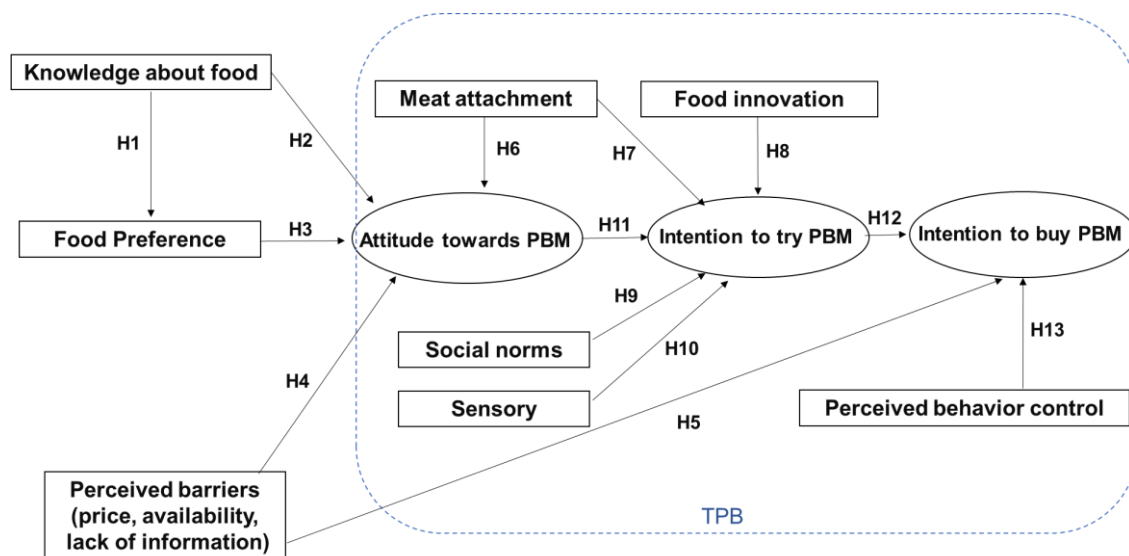 Knowledge about food
Meat attachment
Food innovation
H1
H2
H6
H7
H8
Food Preference
H3
Attitude towards PBM
H11
Intention to try PBM
H12
Intention to buy PBM
H9
H10
H13
Social norms
H4
Sensory
H5
Perceived behavior control
Perceived barriers
(price, availability,
lack of information)
TPB